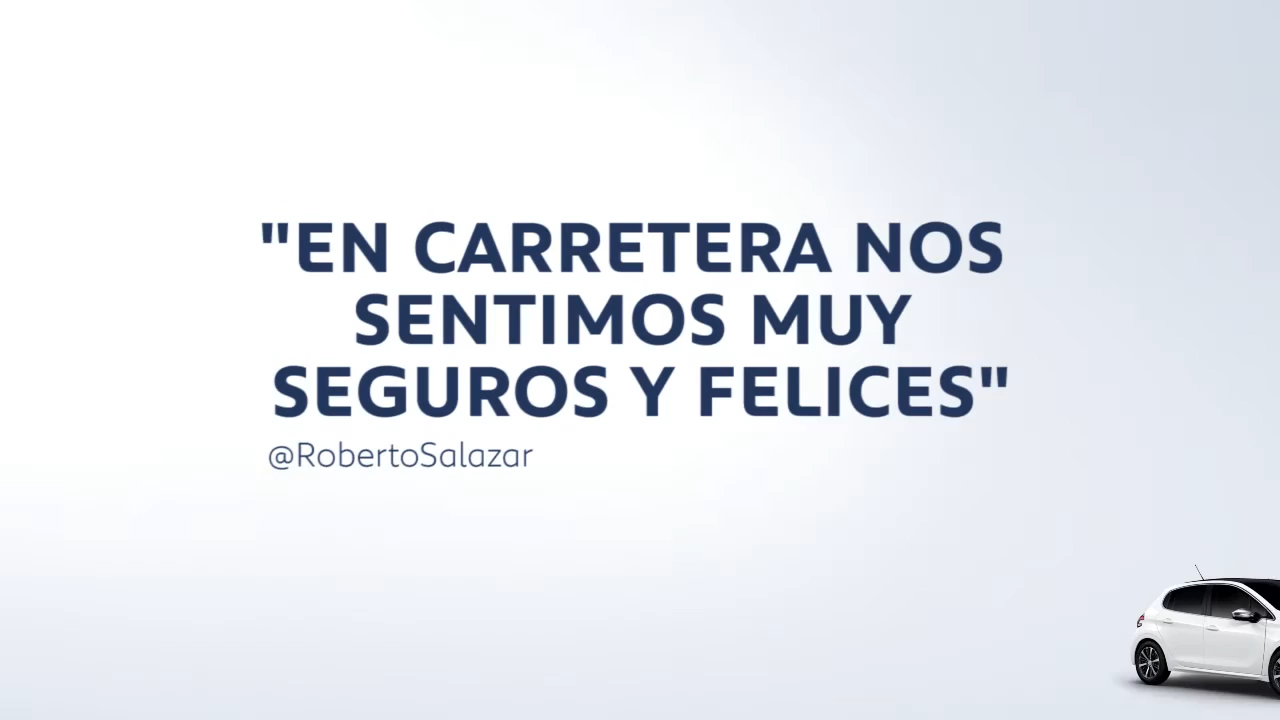 "EN CARRETERA NOS
SENTIMOS MUY
SEGUROS Y FELICES"
@RobertoSalazar